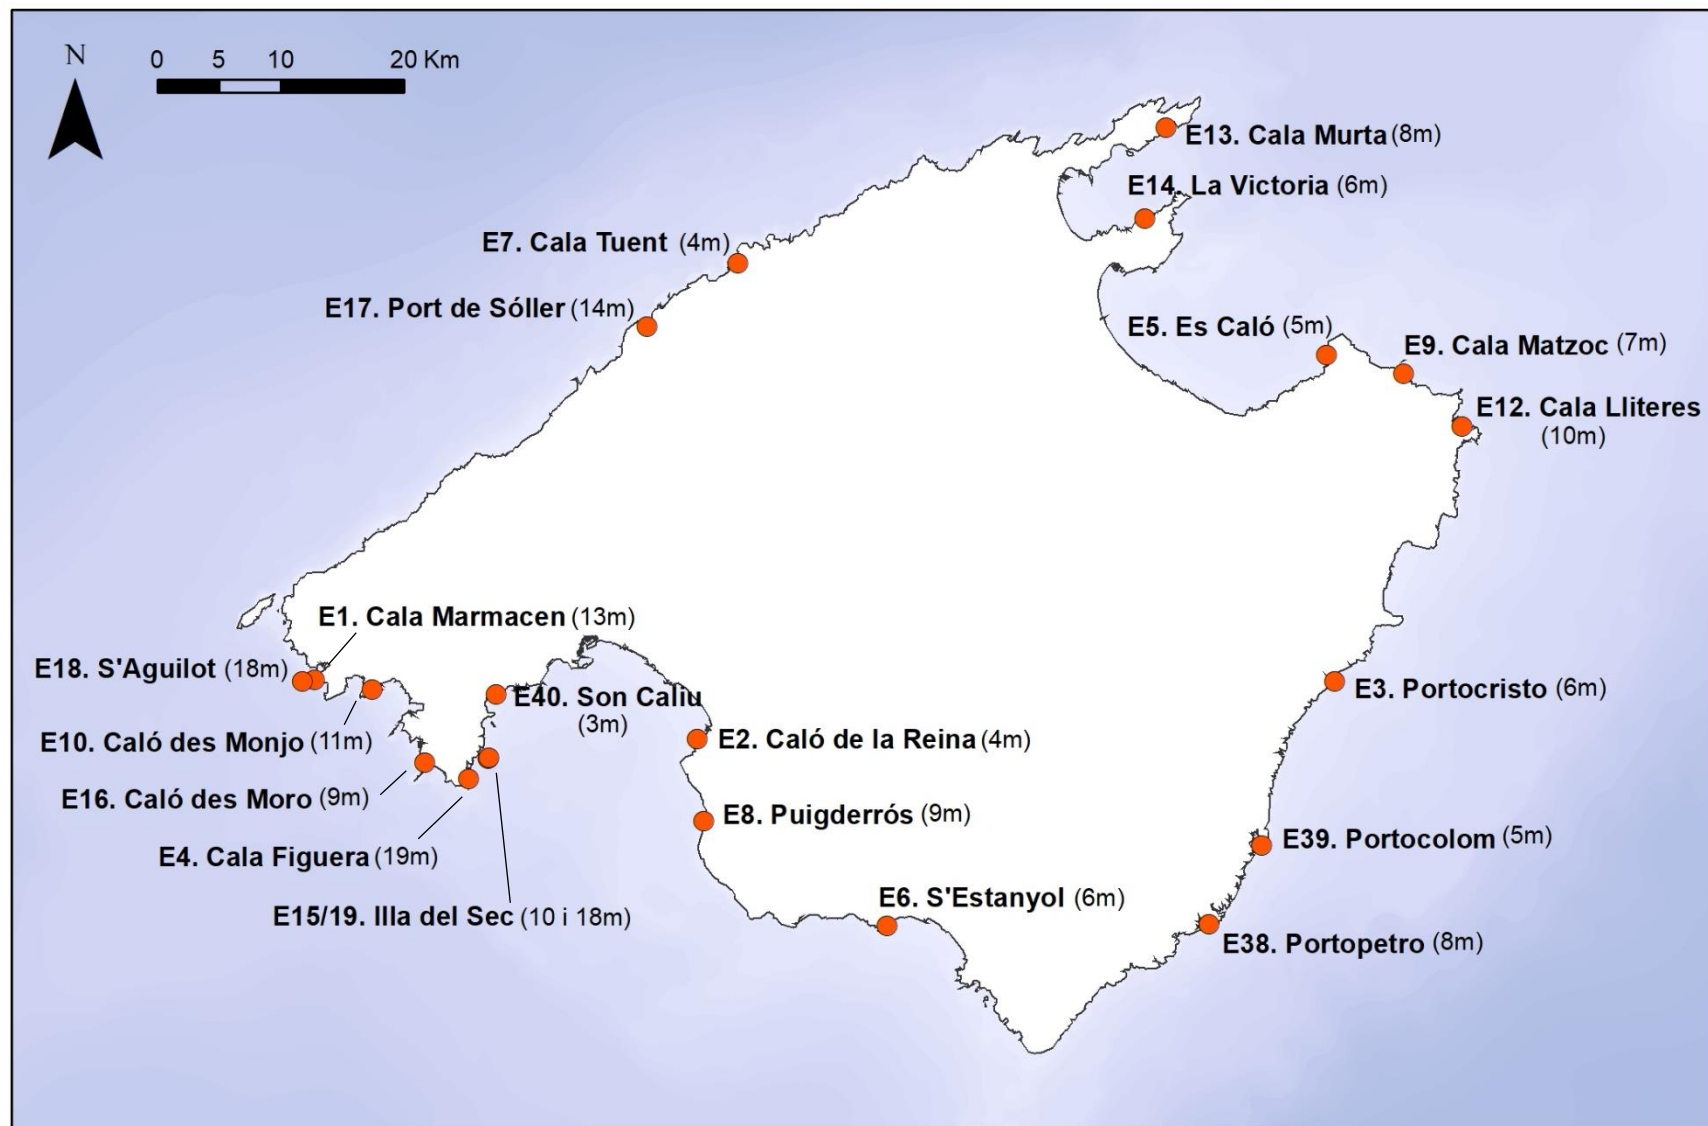 N
0 5 10 20 Km
E13. Cala Murta (8m)
E14. La Victoria (6m)
E7. Cala Tuent (4m)
E17. Port de Sóller (14m)
E5. Es Caló (5m)
E9. Cala Matzoc (7m)
E12. Cala Lliteres
(10m)
E1. Cala Marmacen (13m)
E18. S'Aguilot (18m)
E40. Son Caliu
(3m)
E3. Portocristo (6m)
E10. Caló des Monjo (11m)
E2. Caló de la Reina (4m)
E16. Caló des Moro (9m)
E8. Puigderrós (9m)
E39. Portocolom (5m)
E4. Cala Figuera (19m)
E6. S'Estanyol (6m)
E15/19. Illa del Sec (10 i 18m)
E38. Portopetro (8m)